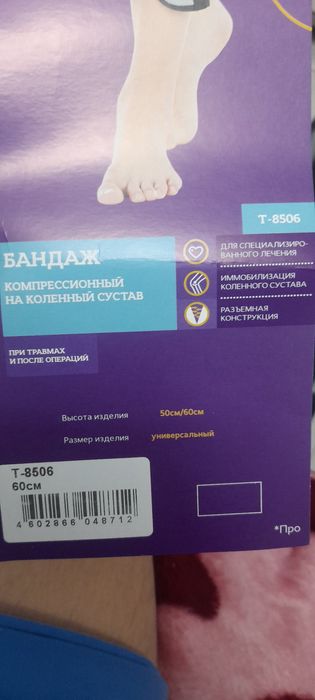 Т-8506
БАНДАЖ
КОМПРЕССИОННЫЙ
НА КОЛЕННЫЙ СУСТАВ
ДЛЯ СПЕЦИАЛИЗИРО-
ВАННОГО ЛЕЧЕНИЯ
ИММОБИЛИЗАЦИЯ
КОЛЕННОГО СУСТАВА
РАЗЪЕМНАЯ
КОНСТРУКЦИЯ
ПРИ ТРАВМАХ
И ПОСЛЕ ОПЕРАЦИЙ
Высота изделия 50см/60см
Размер изделия универсальный
Т-8506
60см
4 602866 048712
*Про